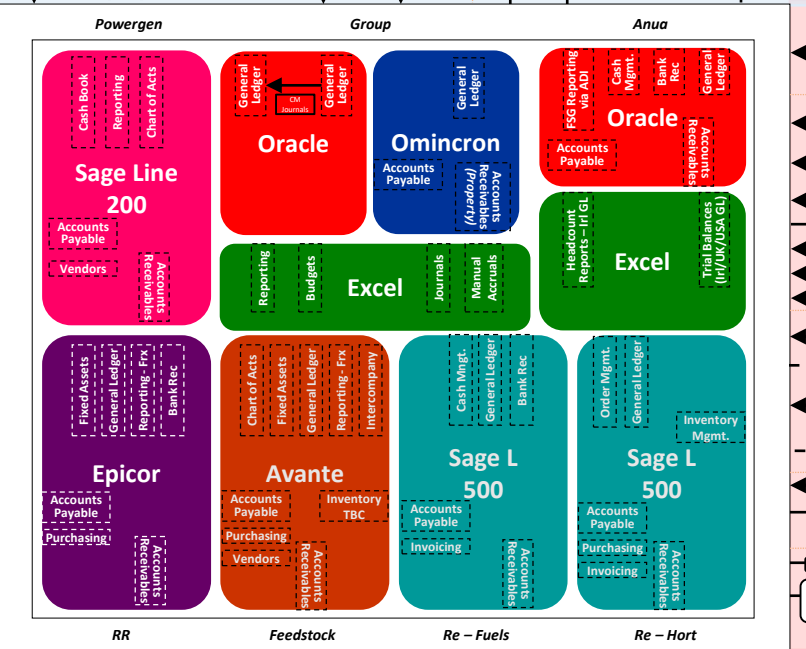 Powergen
Group
Anua
Cash Book
Reporting
Chart of Acts
Sage Line
200
Accounts
Payable
Vendors
Accounts
Receivables
General
Ledger
CM
Journals
General
Ledger
Oracle
General
Ledger
Omincron
Accounts
Payable
Accounts
Receivables
(Property)
FSG Reporting
via ADI
Cash
Mgmt.
Bank
Rec
General
Ledger
Oracle
Accounts
Payable
Accounts
Receivables
Reporting
Budgets
Excel
Journals
Manual
Accruals
Headcount
Reports – Irl GL
Excel
Trial Balances
(Irl/UK/USA GL)
Fixed Assets
General Ledger
Reporting - Frx
Bank Rec
Epicor
Accounts
Payable
Purchasing
Accounts
Receivables
Chart of Acts
Fixed Assets
General Ledger
Reporting - Frx
Intercompany
Avante
Accounts
Payable
Inventory
TBC
Purchasing
Vendors
Accounts
Receivables
Cash Mngt.
General Ledger
Bank Rec
Sage L
500
Accounts
Payable
Invoicing
Accounts
Receivables
Order Mgmt.
General Ledger
Inventory
Mgmt.
Sage L
500
Accounts
Payable
Purchasing
Invoicing
Accounts
Receivables
RR
Feedstock
Re – Fuels
Re – Hort